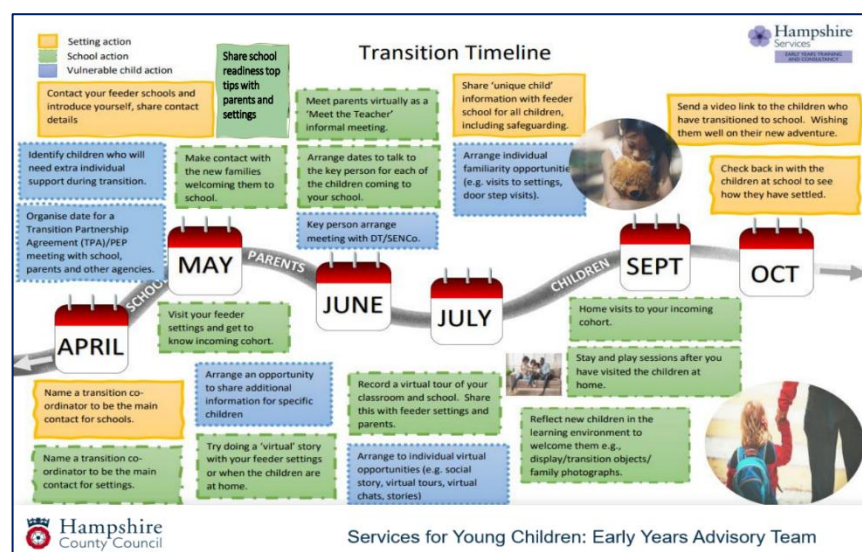 Setting action
School action
Vulnerable child action
Transition Timeline
Hampshire
Services
EARLY YEARS TRAINING
AND CONSULTANCY
Share school
readiness top
tips with
parents and
settings
Contact your feeder schools and
introduce yourself, share contact
details
Meet parents virtually as a
‘Meet the Teacher’
informal meeting.
Share ‘unique child’
information with feeder
school for all children,
including safeguarding.
Send a video link to the children who
have transitioned to school.  Wishing
them well on their new adventure.
Identify children who will
need extra individual
support during transition.
Make contact with
the new families
welcoming them to
school.
Arrange dates to talk to
the key person for each of
the children coming to
your school.
Arrange individual
familiarity opportunities
(e.g. visits to settings,
door step visits).
Check back in with the
children at school to see
how they have settled.
Organise date for a
Transition Partnership
Agreement (TPA)/PEP
meeting with school,
parents and other agencies.
Key person arrange
meeting with DT/SENCo.
SCHOOL
PARENTS
CHILDREN
APRIL
MAY
JUNE
JULY
SEPT
OCT
Visit your feeder
settings and get to
know incoming cohort.
Home visits to your incoming
cohort.
Stay and play sessions after you
have visited the children at
home.
Name a transition co-
ordinator to be the main
contact for schools.
Arrange an opportunity
to share additional
information for specific
children
Record a virtual tour of your
classroom and school.  Share
this with feeder settings and
parents.
Reflect new children in the
learning environment to
welcome them e.g.,
display/transition objects/
family photographs.
Name a transition co-
ordinator to be the main
contact for settings.
Try doing a ‘virtual’ story
with your feeder settings
or when the children are
at home.
Arrange to individual virtual
opportunities (e.g. social
story, virtual tours, virtual
chats, stories)
Hampshire
County Council
Services for Young Children: Early Years Advisory Team